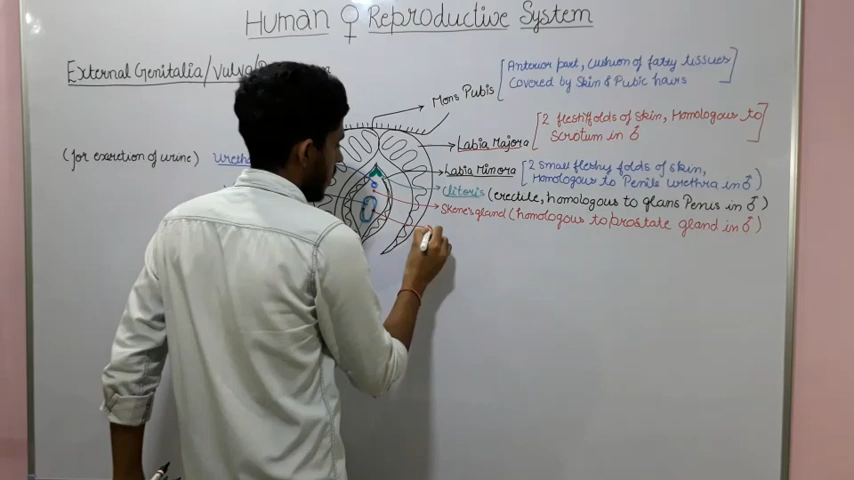 Human ♀ Reproductive System
External Genitalia/Vulva/
Mons Pubis [Anterior part, cushion of fatty tissues
Covered by Skin & Pubic hairs]
Labia Majora [2 fleshy folds of skin, Homologous to
Scrotum in ♂]
(for excretion of urine)
Labia Minora [2 small fleshy folds of skin,
Homologous to Penile urethra in ♂)
Clitoris (erectile, homologous to glans Penis in ♂)
Skene's gland (homologous to prostate gland in ♂)